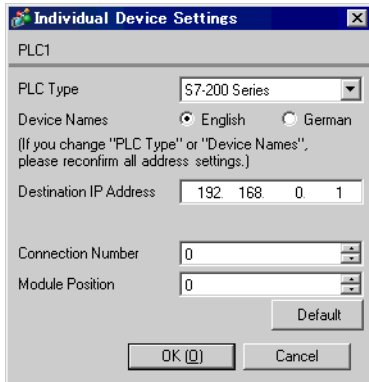 Individual Device Settings
PLC1
PLC Type S7-200 Series
Device Names English German
(If you change "PLC Type" or "Device Names",
please reconfirm all address settings.)
Destination IP Address 192. 168. 0. 1
Connection Number 0
Module Position 0
Default
OK (O) Cancel